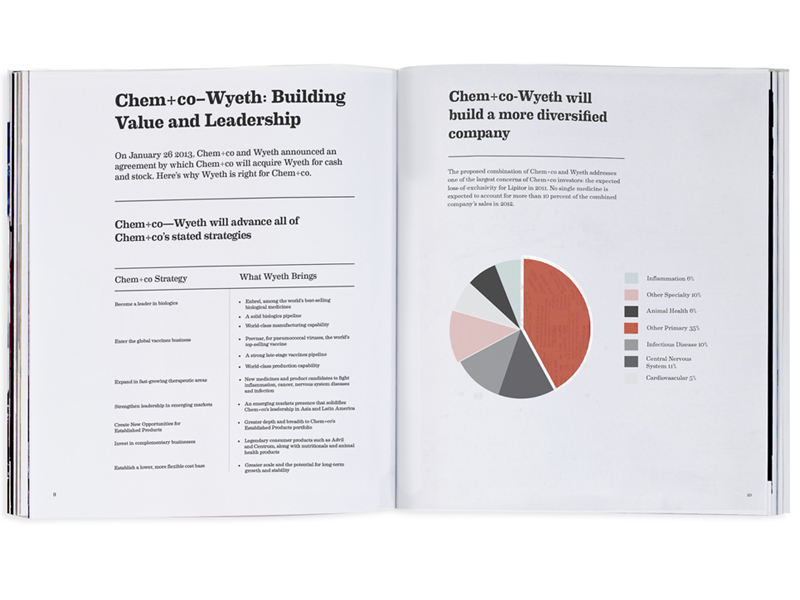 Chem+co–Wyeth: Building
Value and Leadership
On January 26 2013, Chem+co and Wyeth announced an
agreement by which Chem+co will acquire Wyeth for cash
and stock. Here's why Wyeth is right for Chem+co.
Chem+co—Wyeth will advance all of
Chem+co's stated strategies
Chem+co Strategy
What Wyeth Brings
Become a leader in biologics
• Enbrel, among the world's best-selling
biological medicines
• A solid biologics pipeline
• World-class manufacturing capability
Enter the global vaccines business
• Prevnar, for pneumococcal viruses, the world's
top-selling vaccine
• A strong late-stage vaccines pipeline
• World-class production capability
Expand in fast-growing therapeutic areas
• New medicines and product candidates to fight
inflammation, cancer, nervous system diseases
and infection
Strengthen leadership in emerging markets
• An emerging markets presence that solidifies
Chem+co's leadership in Asia and Latin America
Create New Opportunities for
Established Products
• Greater depth and breadth to Chem+co's
Established Products portfolio
Invest in complementary businesses
• Legendary consumer products such as Advil
and Centrum, along with nutritionals and animal
health products
Establish a lower, more flexible cost base
• Greater scale and the potential for long-term
growth and stability
Chem+co-Wyeth will
build a more diversified
company
The proposed combination of Chem+co and Wyeth addresses
one of the largest concerns of Chem+co investors: the expected
loss-of-exclusivity for Lipitor in 2011. No single medicine is
expected to account for more than 10 percent of the combined
company's sales in 2012.
Inflammation 6%
Other Specialty 10%
Animal Health 6%
Other Primary 35%
Infectious Disease 10%
Central Nervous
System 11%
Cardiovascular 5%